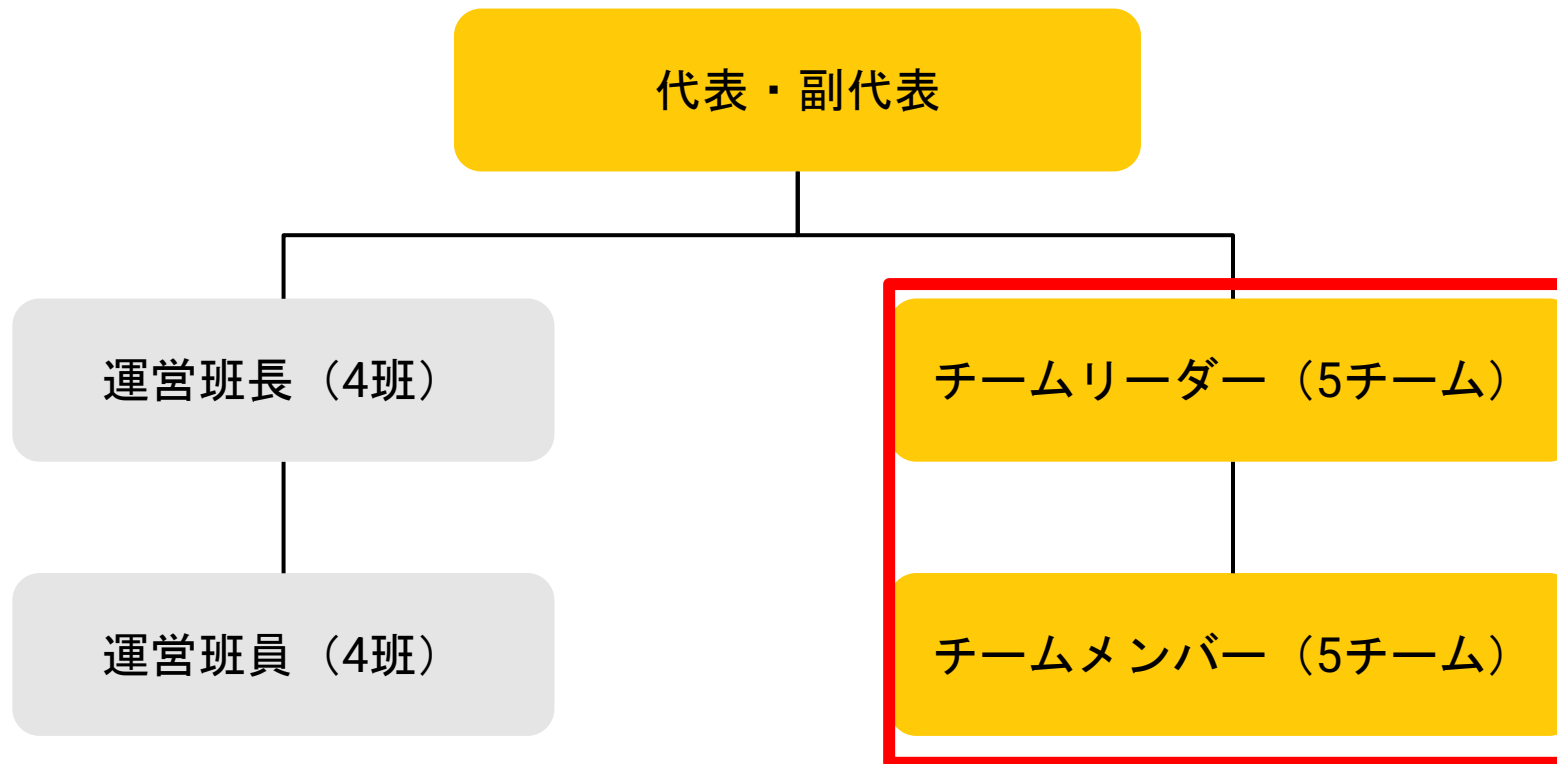 代表・副代表
運営班長（4班）
チームリーダー（5チーム）
運営班員（4班）
チームメンバー（5チーム）